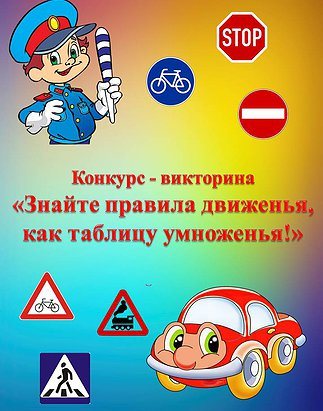 STOP
Конкурс - викторина
«Знайте правила движенья,
как таблицу умноженья!»